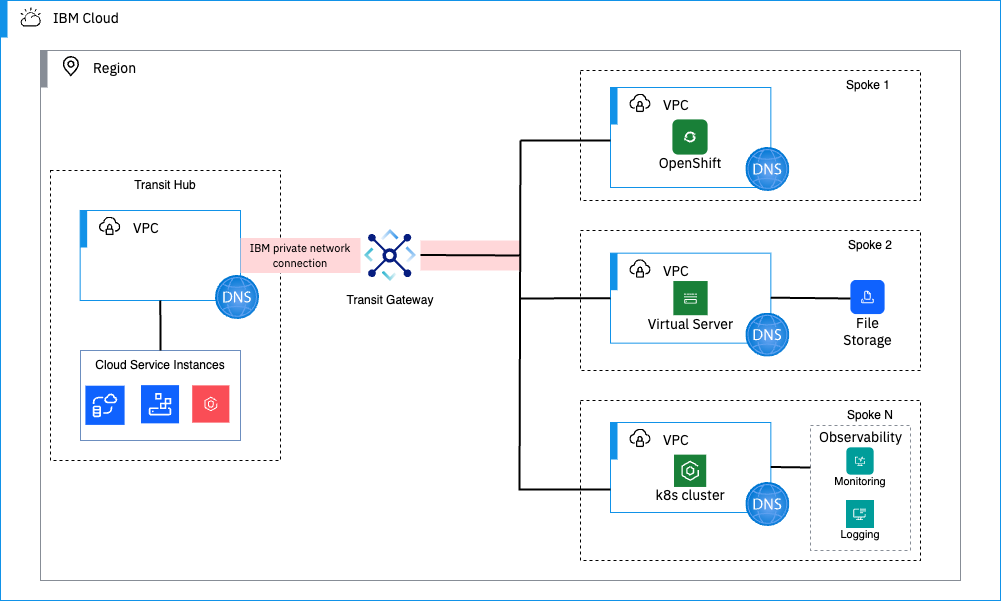 IBM Cloud
Region
Transit Hub
VPC
DNS
Cloud Service Instances
IBM private network
connection
Transit Gateway
Spoke 1
VPC
OpenShift
DNS
Spoke 2
VPC
Virtual Server
DNS
File
Storage
Spoke N
VPC
k8s cluster
DNS
Observability
Monitoring
Logging